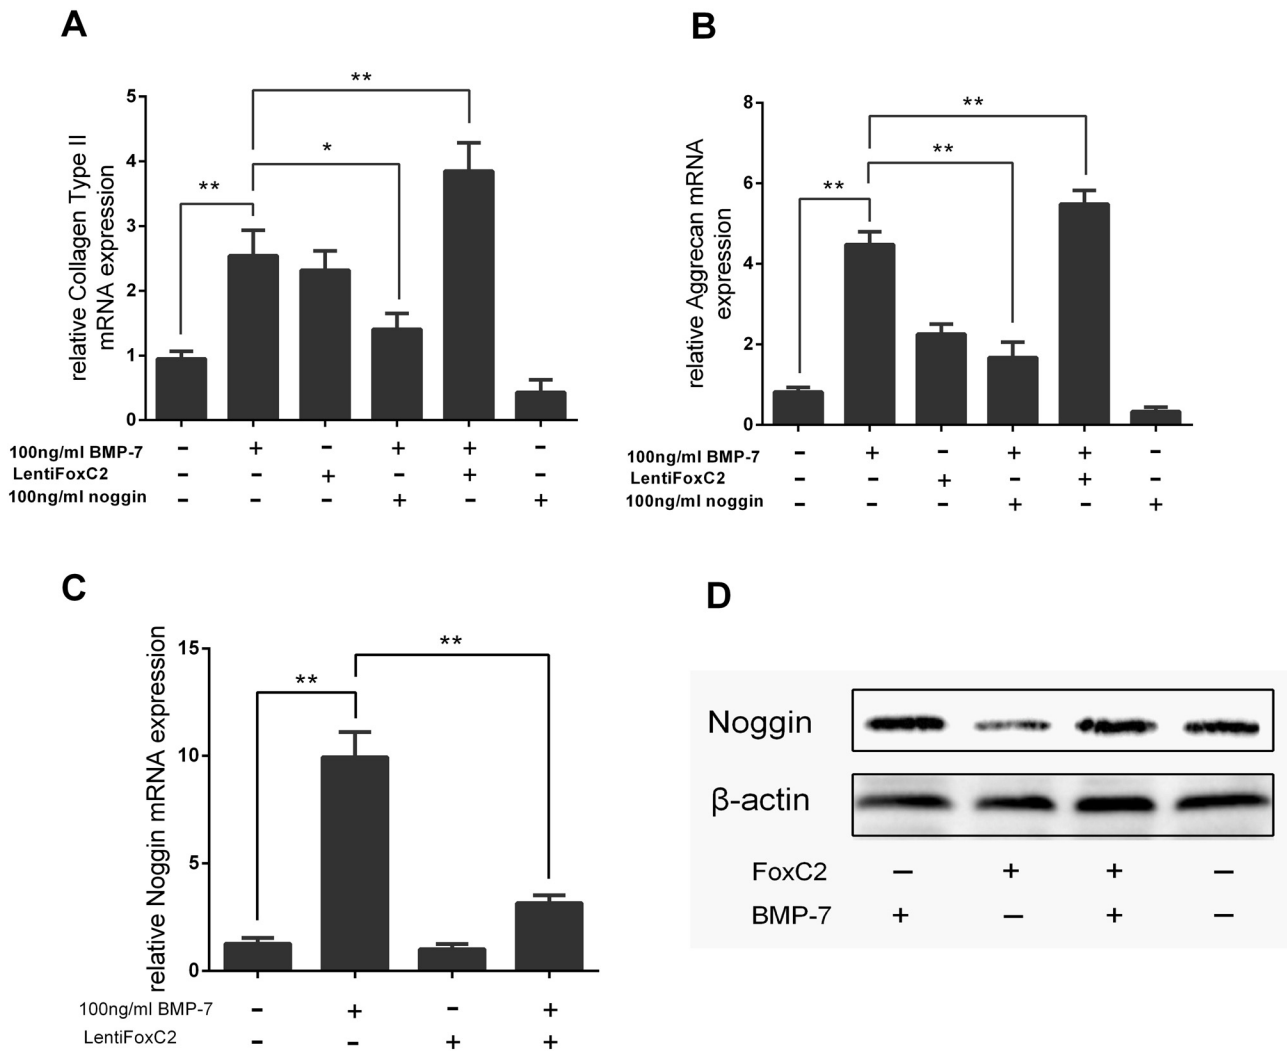 A
relative Collagen Type II
mRNA expression
5
4
3
2
1
0
**
*
**
100ng/ml BMP-7 - + - + + -
LentiFoxC2 - - + - + -
100ng/ml noggin - - - + - +
B
relative Aggrecan mRNA
expression
8
6
4
2
0
**
**
**
100ng/ml BMP-7 - + - + + -
LentiFoxC2 - - + - + -
100ng/ml noggin - - - + - +
C
relative Noggin mRNA expression
15
10
5
0
**
**
100ng/ml BMP-7 - + - +
LentiFoxC2 - - + +
D
Noggin
β-actin
FoxC2 − + + −
BMP-7 + − + −